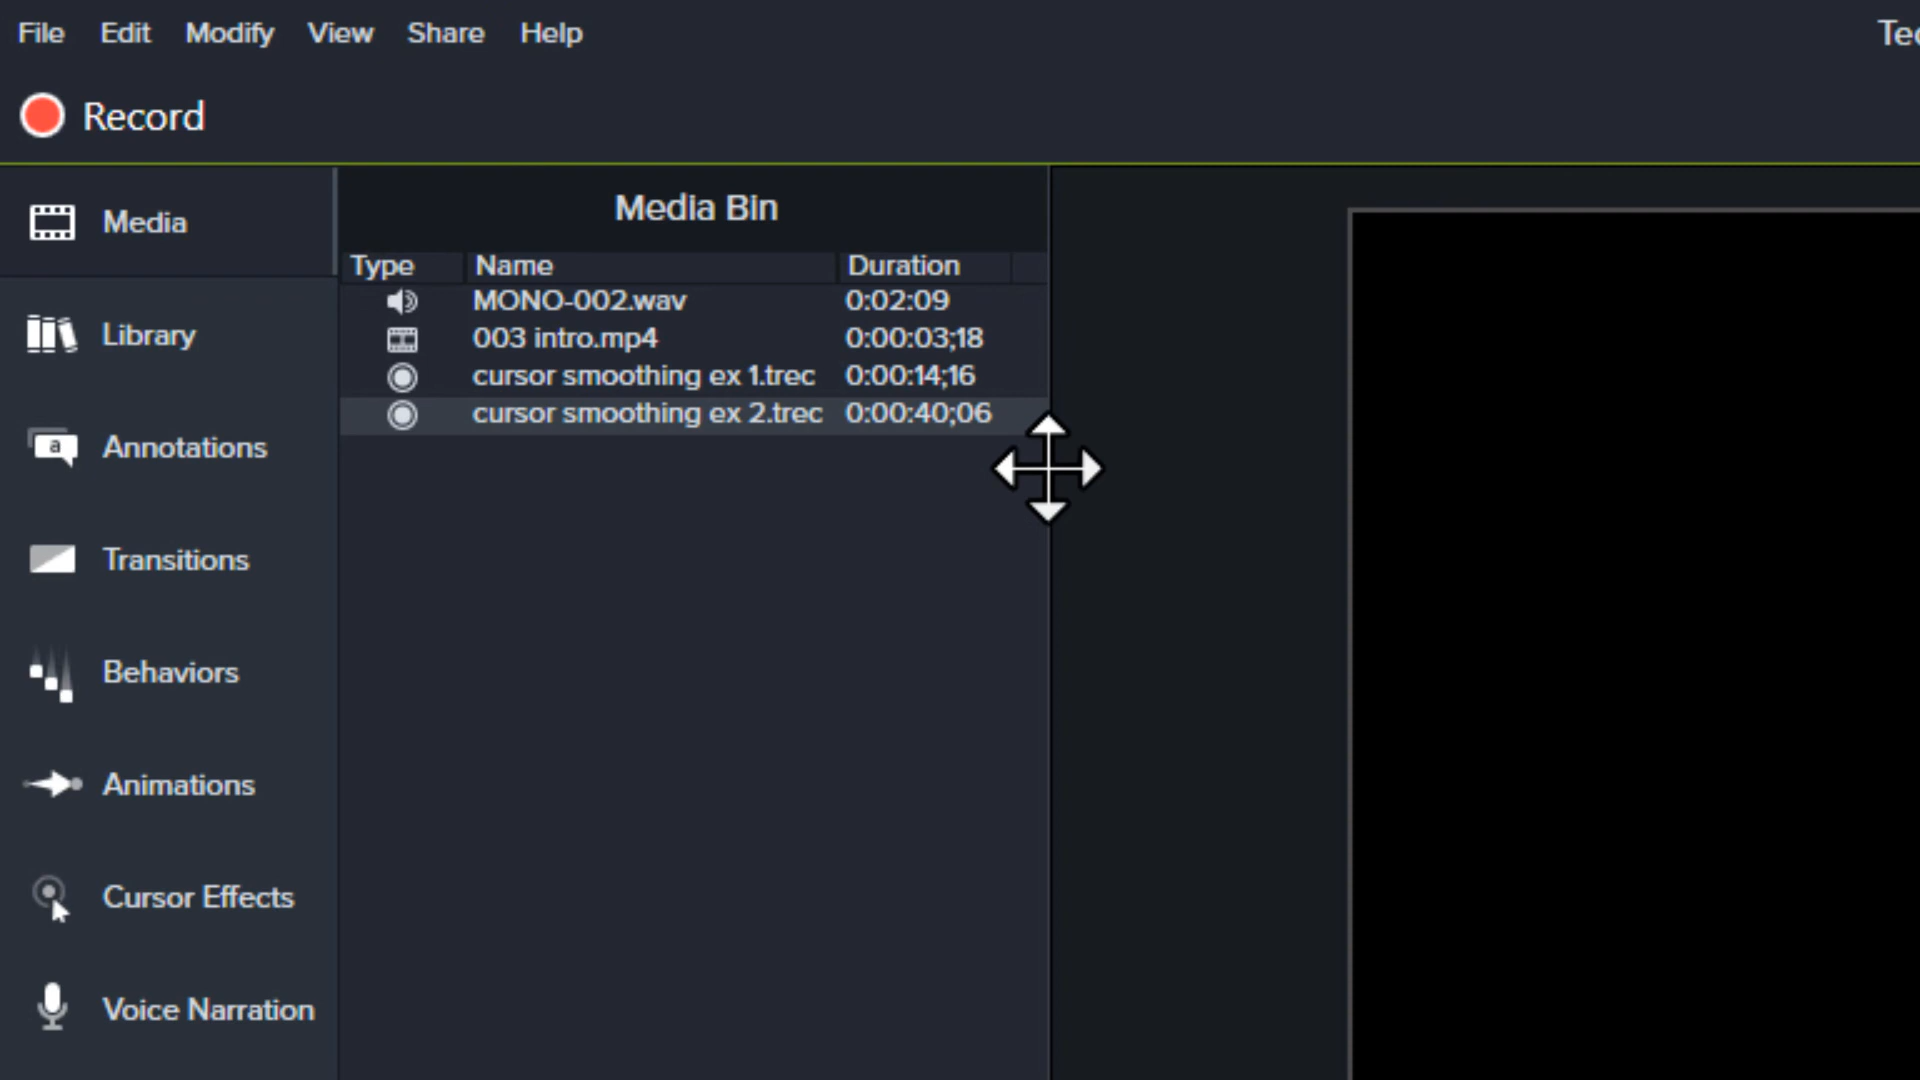 File Edit Modify View Share Help
Record
Media
Library
Annotations
Transitions
Behaviors
Animations
Cursor Effects
Voice Narration
Media Bin
Type Name Duration
MONO-002.wav 0:02:09
003 intro.mp4 0:00:03;18
cursor smoothing ex 1.trec 0:00:14;16
cursor smoothing ex 2.trec 0:00:40;06